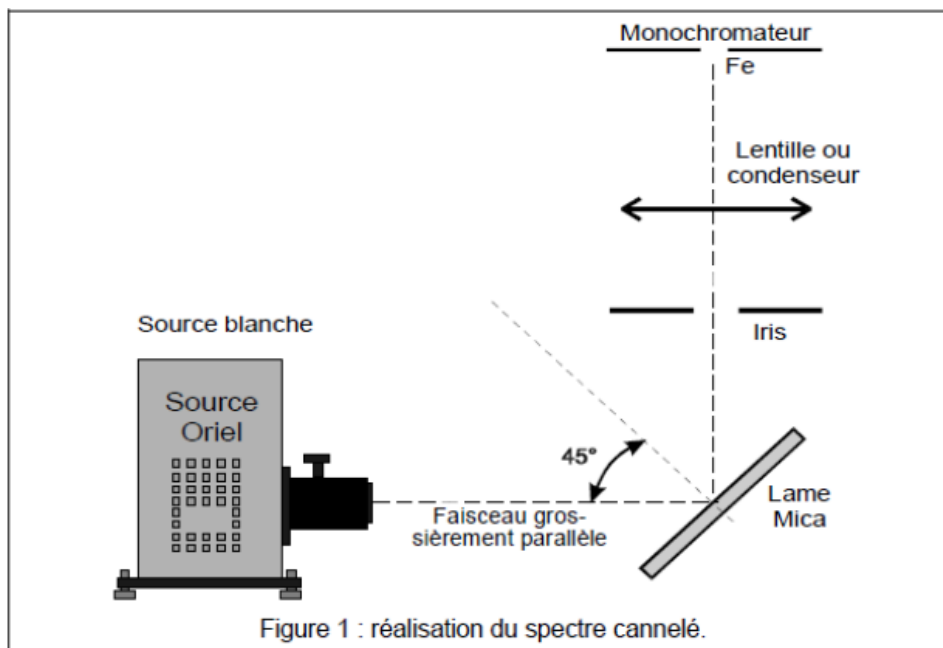 Monochromateur
Fe
Lentille ou
condenseur
Source blanche
Iris
Source
Oriel
45°
Faisceau gros-
sièrement parallèle
Lame
Mica
Figure 1 : réalisation du spectre cannelé.